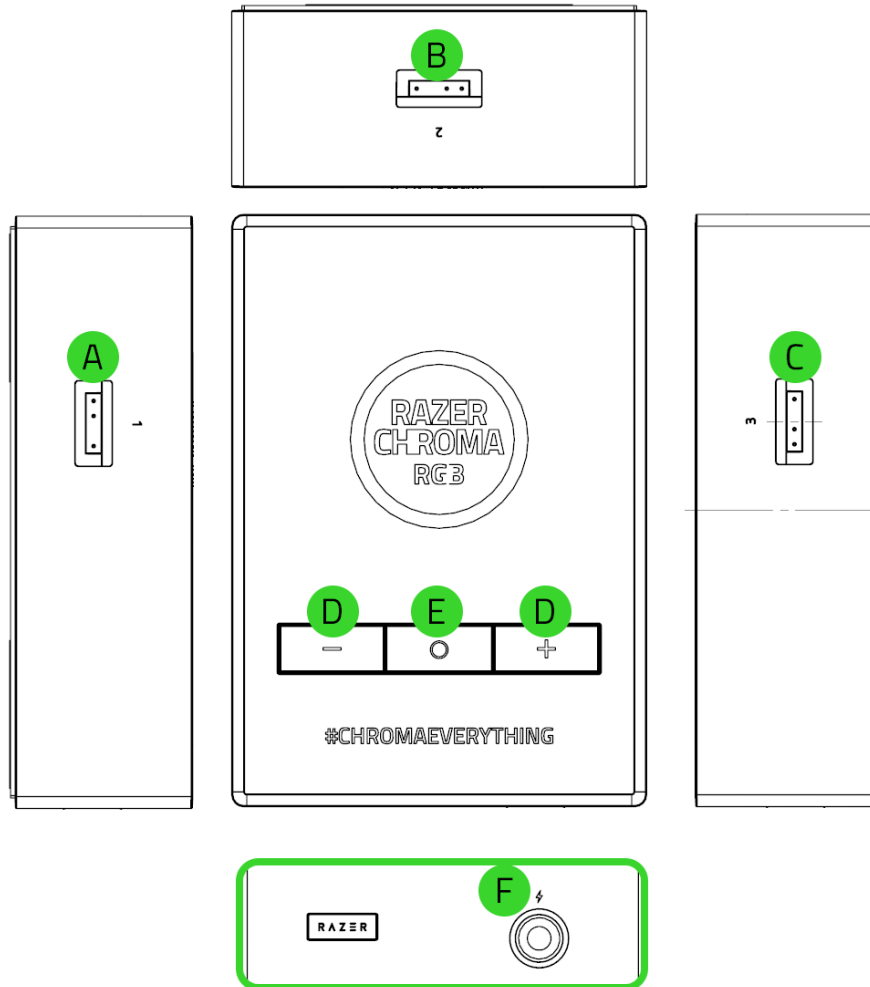 B
2
A
1
C
3
RAZER
CHROMA
RGB
D
E
D
− ○ +
#CHROMAEVERYTHING
F
RAZER